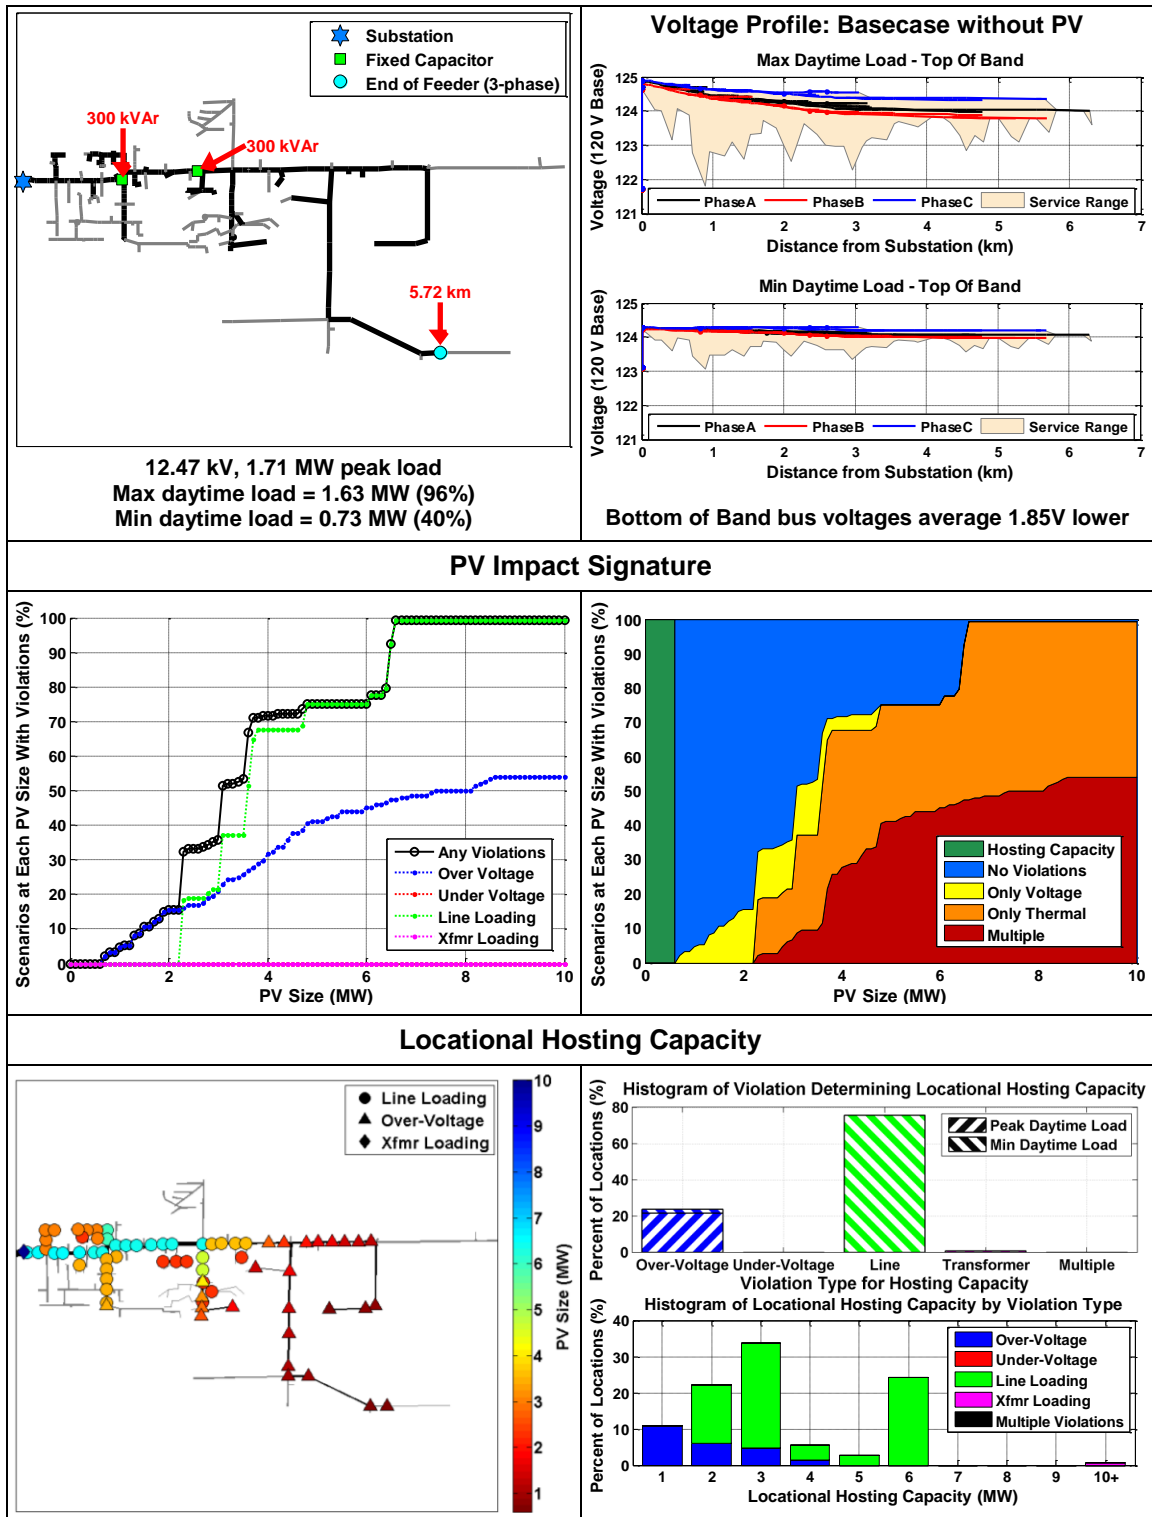 Substation
Fixed Capacitor
End of Feeder (3-phase)
300 kVAr
300 kVAr
5.72 km
12.47 kV, 1.71 MW peak load
Max daytime load = 1.63 MW (96%)
Min daytime load = 0.73 MW (40%)
Voltage Profile: Basecase without PV
Max Daytime Load - Top Of Band
Voltage (120 V Base)
125
124
123
122
121
PhaseA PhaseB PhaseC Service Range
0 1 2 3 4 5 6 7
Distance from Substation (km)
Min Daytime Load - Top Of Band
Voltage (120 V Base)
125
124
123
122
121
PhaseA PhaseB PhaseC Service Range
0 1 2 3 4 5 6 7
Distance from Substation (km)
Bottom of Band bus voltages average 1.85V lower
PV Impact Signature
Scenarios at Each PV Size With Violations (%)
100
90
80
70
60
50
40
30
20
10
0
Any Violations
Over Voltage
Under Voltage
Line Loading
Xfmr Loading
0 2 4 6 8 10
PV Size (MW)
Scenarios at Each PV Size With Violations (%)
100
90
80
70
60
50
40
30
20
10
0
Hosting Capacity
No Violations
Only Voltage
Only Thermal
Multiple
0 2 4 6 8 10
PV Size (MW)
Locational Hosting Capacity
Line Loading
Over-Voltage
Xfmr Loading
10
9
8
7
6
5
4
3
2
1
PV Size (MW)
Histogram of Violation Determining Locational Hosting Capacity
Percent of Locations (%)
80
60
40
20
0
Peak Daytime Load
Min Daytime Load
Over-Voltage Under-Voltage Line Transformer Multiple
Violation Type for Hosting Capacity
Histogram of Locational Hosting Capacity by Violation Type
Percent of Locations (%)
40
30
20
10
0
Over-Voltage
Under-Voltage
Line Loading
Xfmr Loading
Multiple Violations
1 2 3 4 5 6 7 8 9 10+
Locational Hosting Capacity (MW)